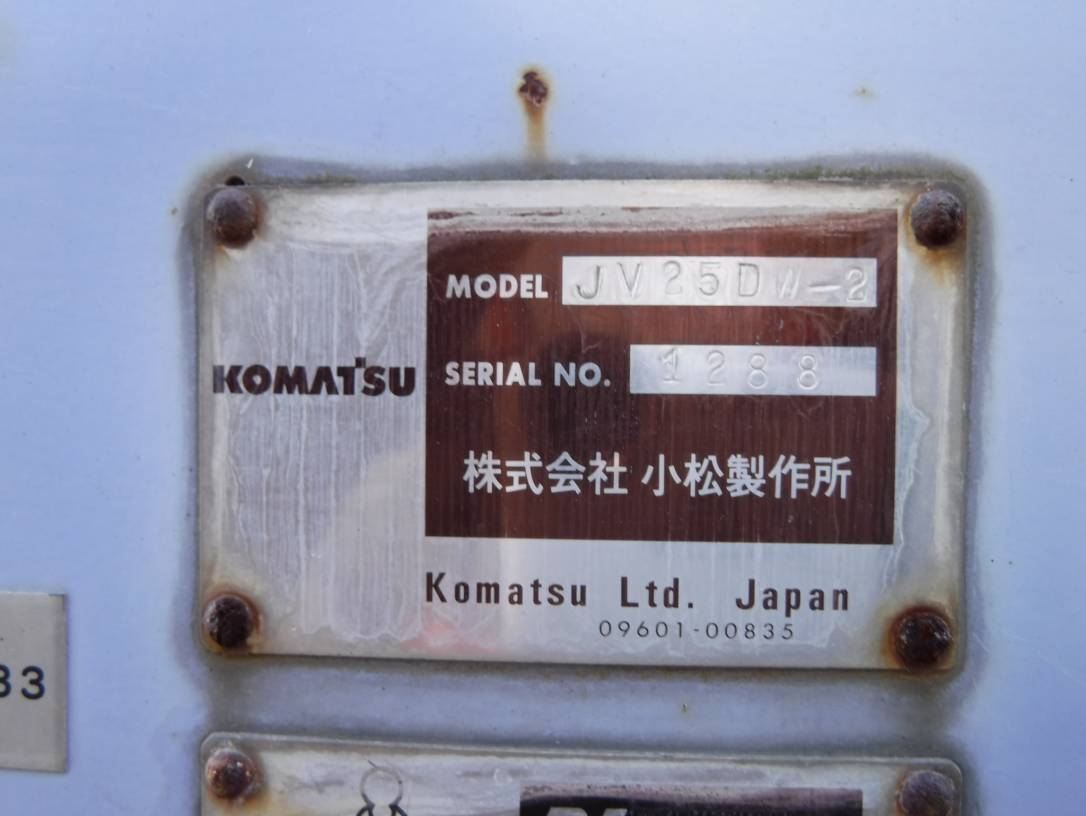 MODEL JV25DW-2
KOMATSU
SERIAL NO. 1288
株式会社 小松製作所
Komatsu Ltd. Japan
09601-00835
33